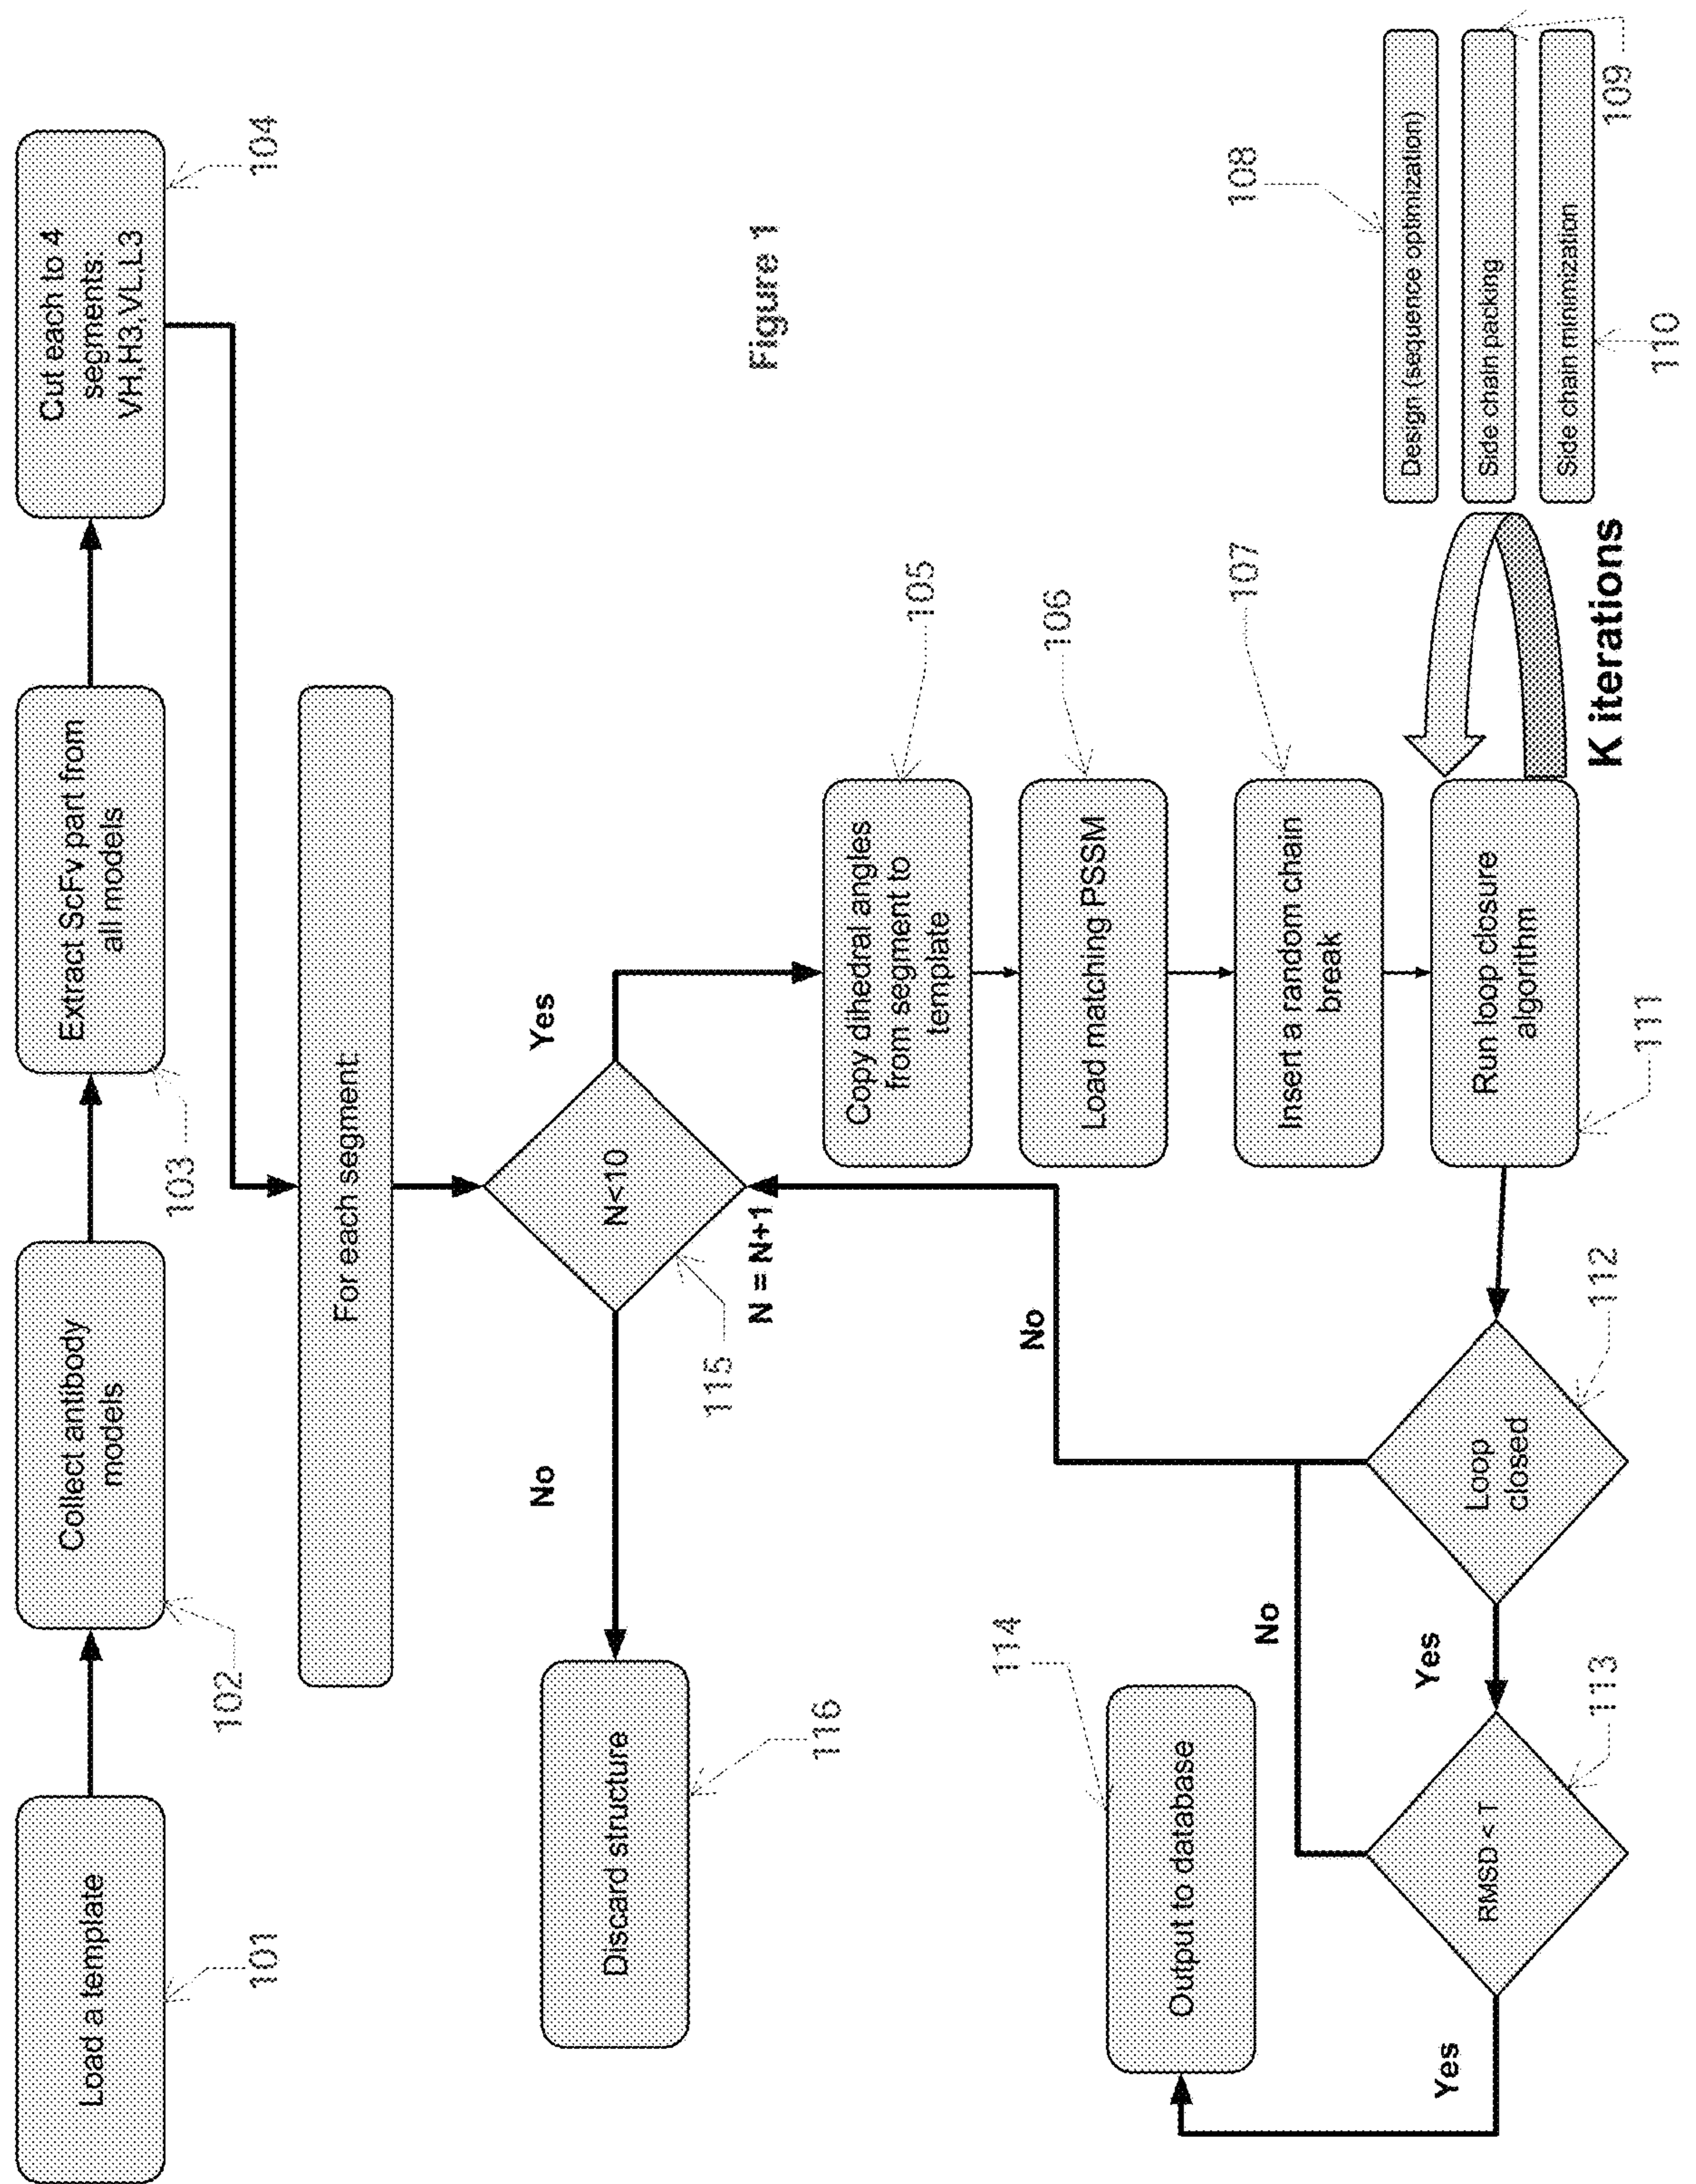 Load a template
101
Collect antibody
models
102
Extract ScFv part from
all models
103
Cut each to 4
segments.
VH,H3,VL,L3
104
For each segment:
N<10
115
N = N+1
No
Yes
Discard structure
116
Copy dihedral angles
from segment to
template
105
Load matching PSSM
106
Insert a random chain
break
107
Run loop closure
algorithm
111
K iterations
Design (sequence optimization)
108
Side chain packing
109
Side chain minimization
110
Loop
closed
112
No
Yes
RMSD < T
113
No
Yes
Output to database
114
Figure 1